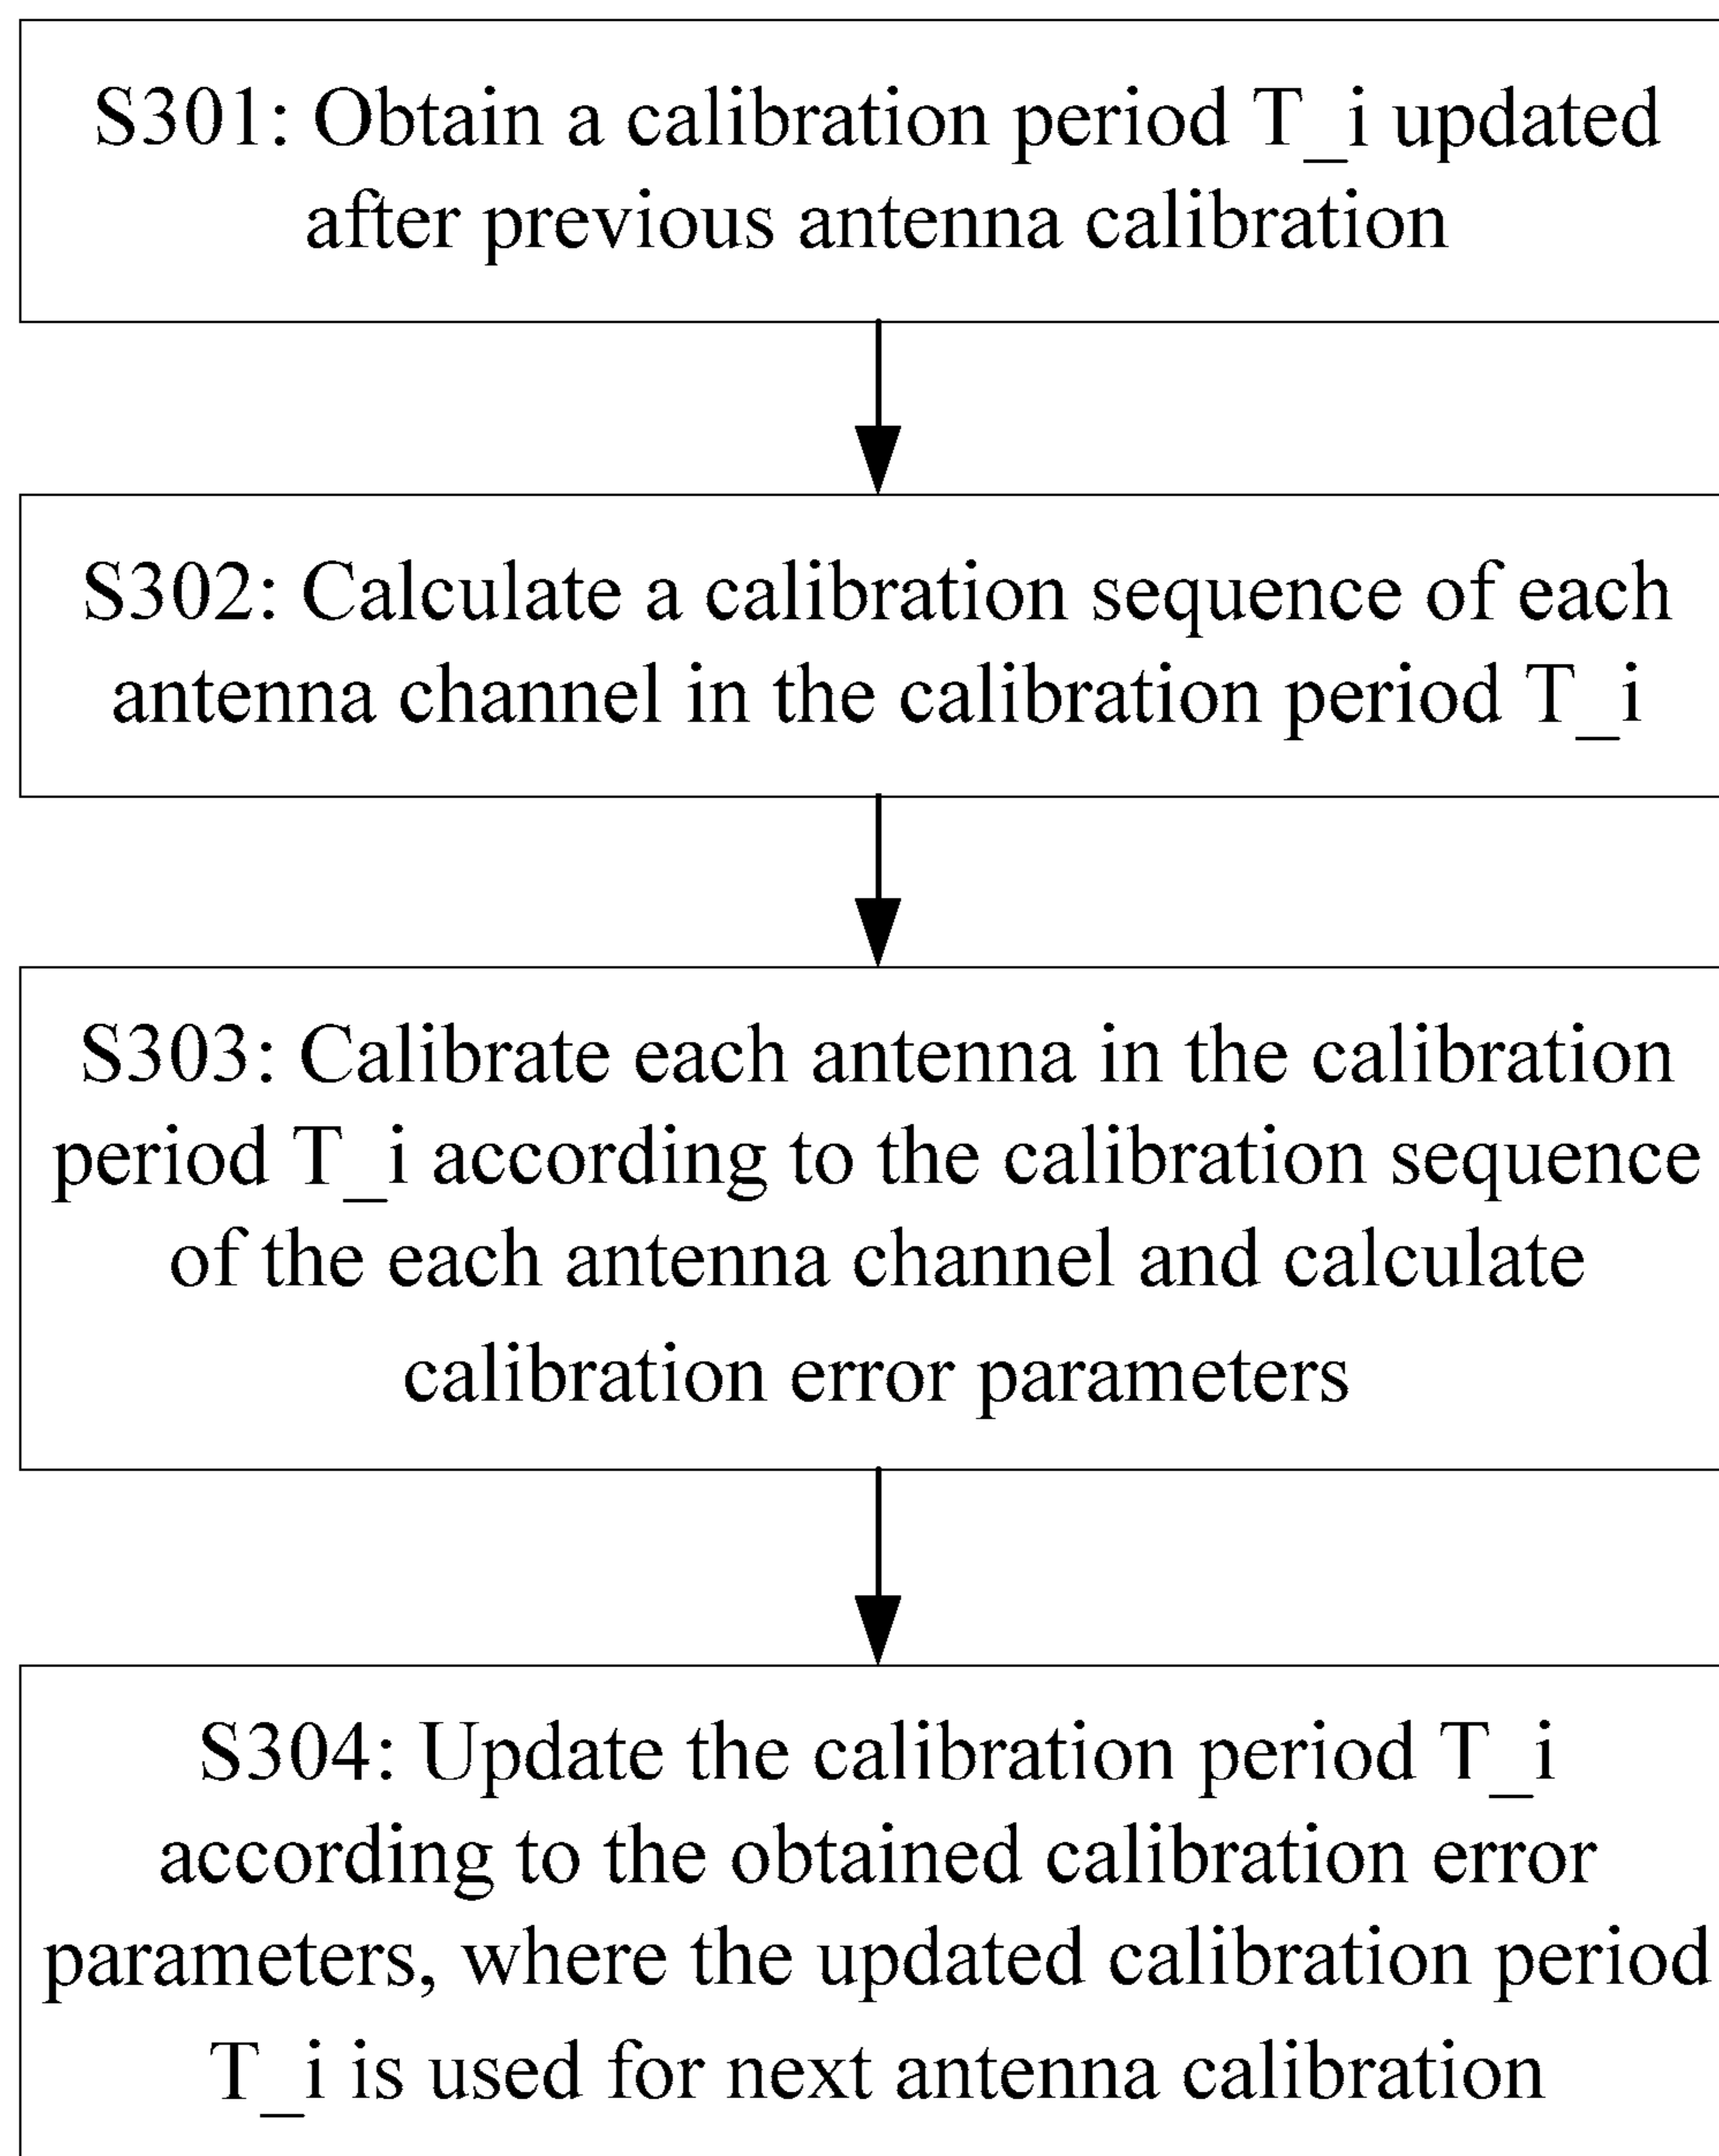 S301: Obtain a calibration period T_i updated
after previous antenna calibration
S302: Calculate a calibration sequence of each
antenna channel in the calibration period T_i
S303: Calibrate each antenna in the calibration
period T_i according to the calibration sequence
of the each antenna channel and calculate
calibration error parameters
S304: Update the calibration period T_i
according to the obtained calibration error
parameters, where the updated calibration period
T_i is used for next antenna calibration